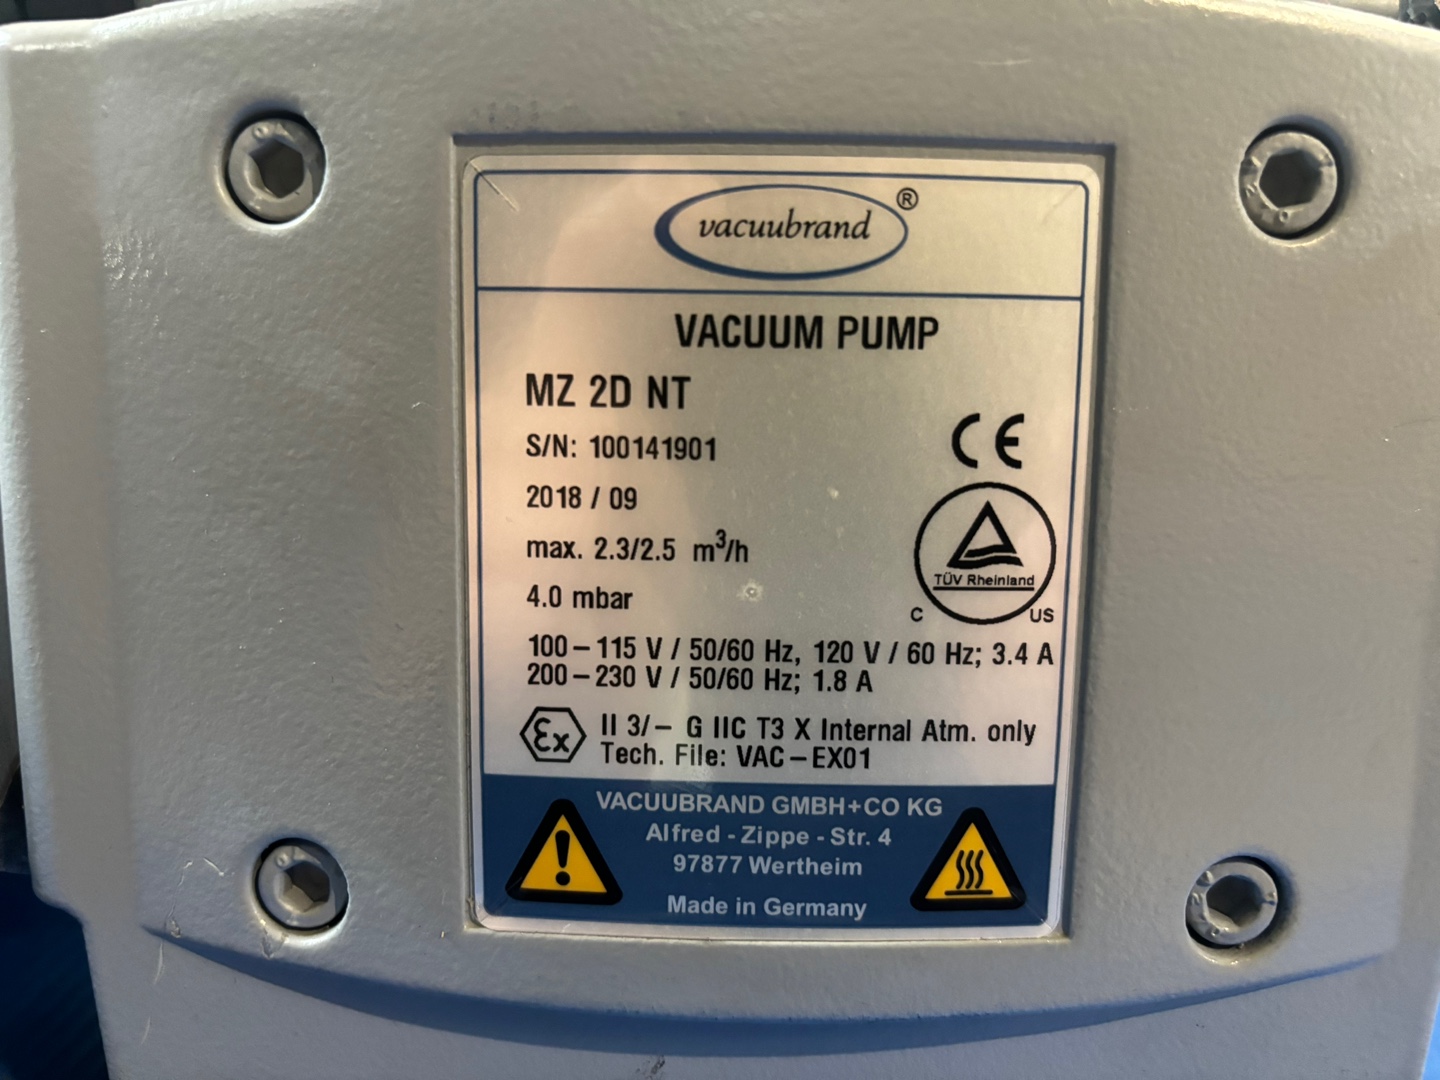 vacuubrand ®
VACUUM PUMP
MZ 2D NT
S/N: 100141901
2018 / 09
max. 2.3/2.5 m³/h
4.0 mbar
CE
TÜV Rheinland
C US
100-115 V / 50/60 Hz, 120 V / 60 Hz; 3.4 A
200-230 V / 50/60 Hz; 1.8 A
Ex II 3/- G IIC T3 X Internal Atm. only
Tech. File: VAC-EX01
VACUUBRAND GMBH+CO KG
Alfred - Zippe - Str. 4
97877 Wertheim
Made in Germany